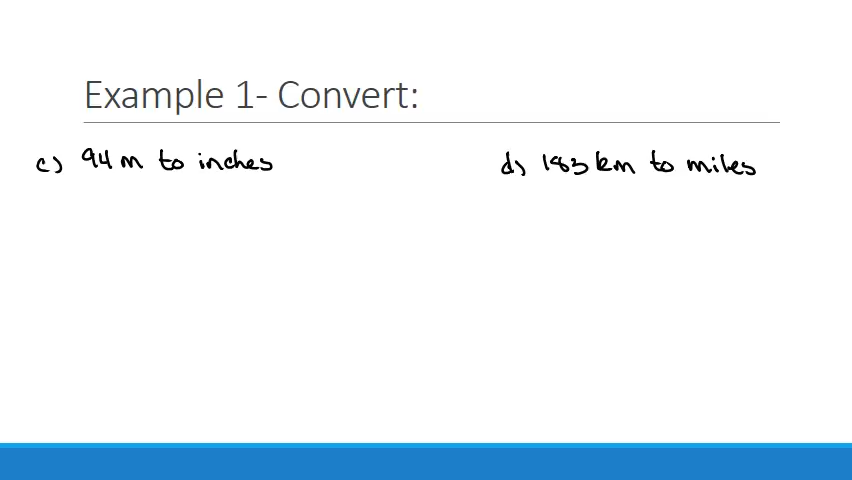 Example 1- Convert:
c) 94 m to inches
d) 183 km to miles